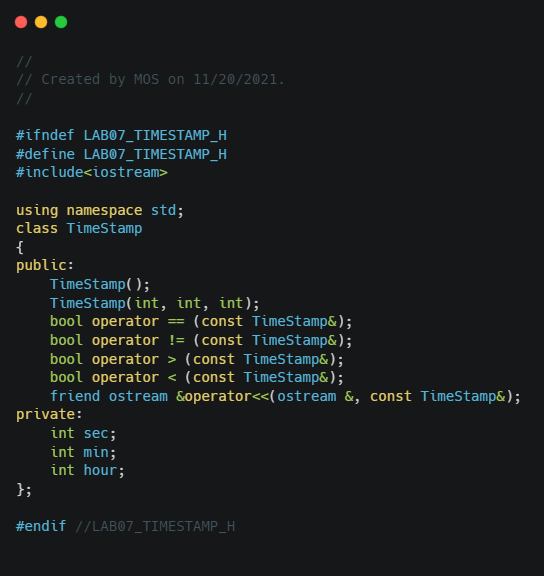 //
// Created by MOS on 11/20/2021.
//
#ifndef LAB07_TIMESTAMP_H
#define LAB07_TIMESTAMP_H
#include<iostream>
using namespace std;
class TimeStamp
{
public:
    TimeStamp();
    TimeStamp(int, int, int);
    bool operator == (const TimeStamp&);
    bool operator != (const TimeStamp&);
    bool operator > (const TimeStamp&);
    bool operator < (const TimeStamp&);
    friend ostream &operator<<(ostream &, const TimeStamp&);
private:
    int sec;
    int min;
    int hour;
};
#endif //LAB07_TIMESTAMP_H